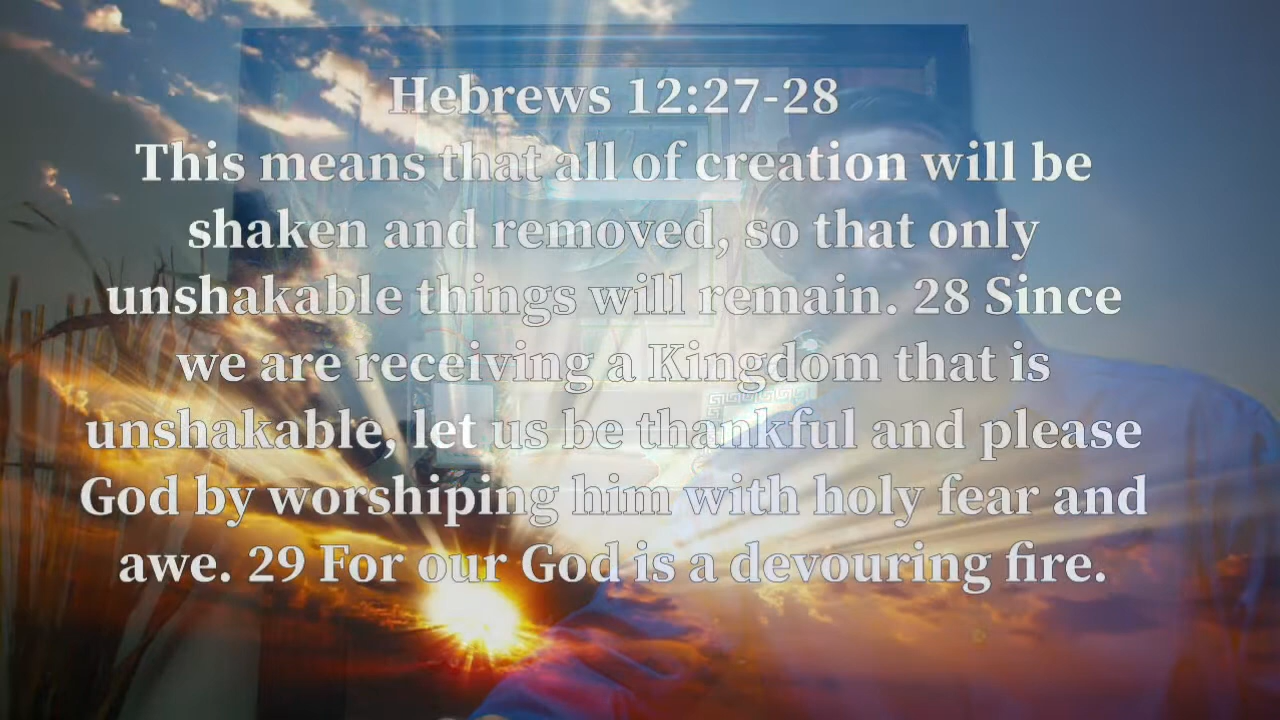 Hebrews 12:27-28
This means that all of creation will be
shaken and removed, so that only
unshakable things will remain. 28 Since
we are receiving a Kingdom that is
unshakable, let us be thankful and please
God by worshiping him with holy fear and
awe. 29 For our God is a devouring fire.